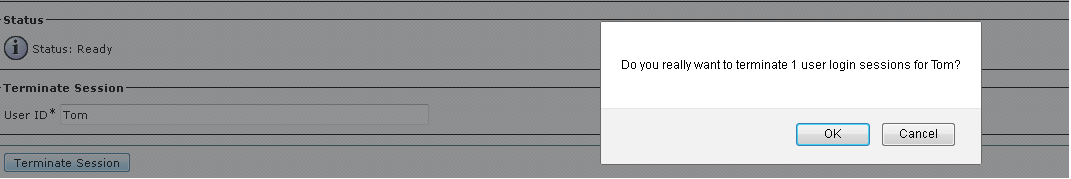 Status
Status: Ready
Do you really want to terminate 1 user login sessions for Tom?
Terminate Session
User ID* Tom
OK Cancel
Terminate Session